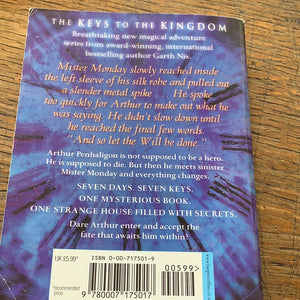 THE KEYS TO THE KINGDOM
Breathtaking new magical adventure
series from award-winning, international
bestselling author Garth Nix.
Mister Monday slowly reached inside
the left sleeve of his silk robe and pulled out
a slender metal spike . . . He spoke
too quickly for Arthur to make out what he
was saying. He didn't slow down until
he reached the final few words.
"And so let the Will be done."
Arthur Penhaligon is not supposed to be a hero.
He is supposed to die. But then he meets sinister
Mister Monday and everything changes.
SEVEN DAYS. SEVEN KEYS.
ONE MYSTERIOUS BOOK.
ONE STRANGE HOUSE FILLED WITH SECRETS.
Dare Arthur enter and accept the
fate that awaits him within?
UK £5.99*
ISBN 0-00-717501-9
00599>
*recommended
price
9 780007 175017